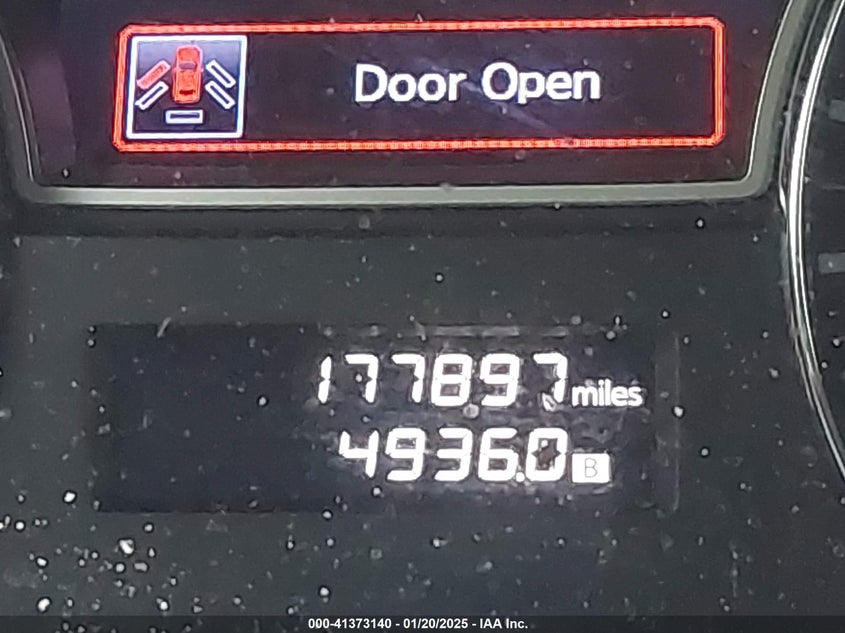 Door Open
177897 miles
4936.0 B
000-41373140 - 01/20/2025 - IAA Inc.